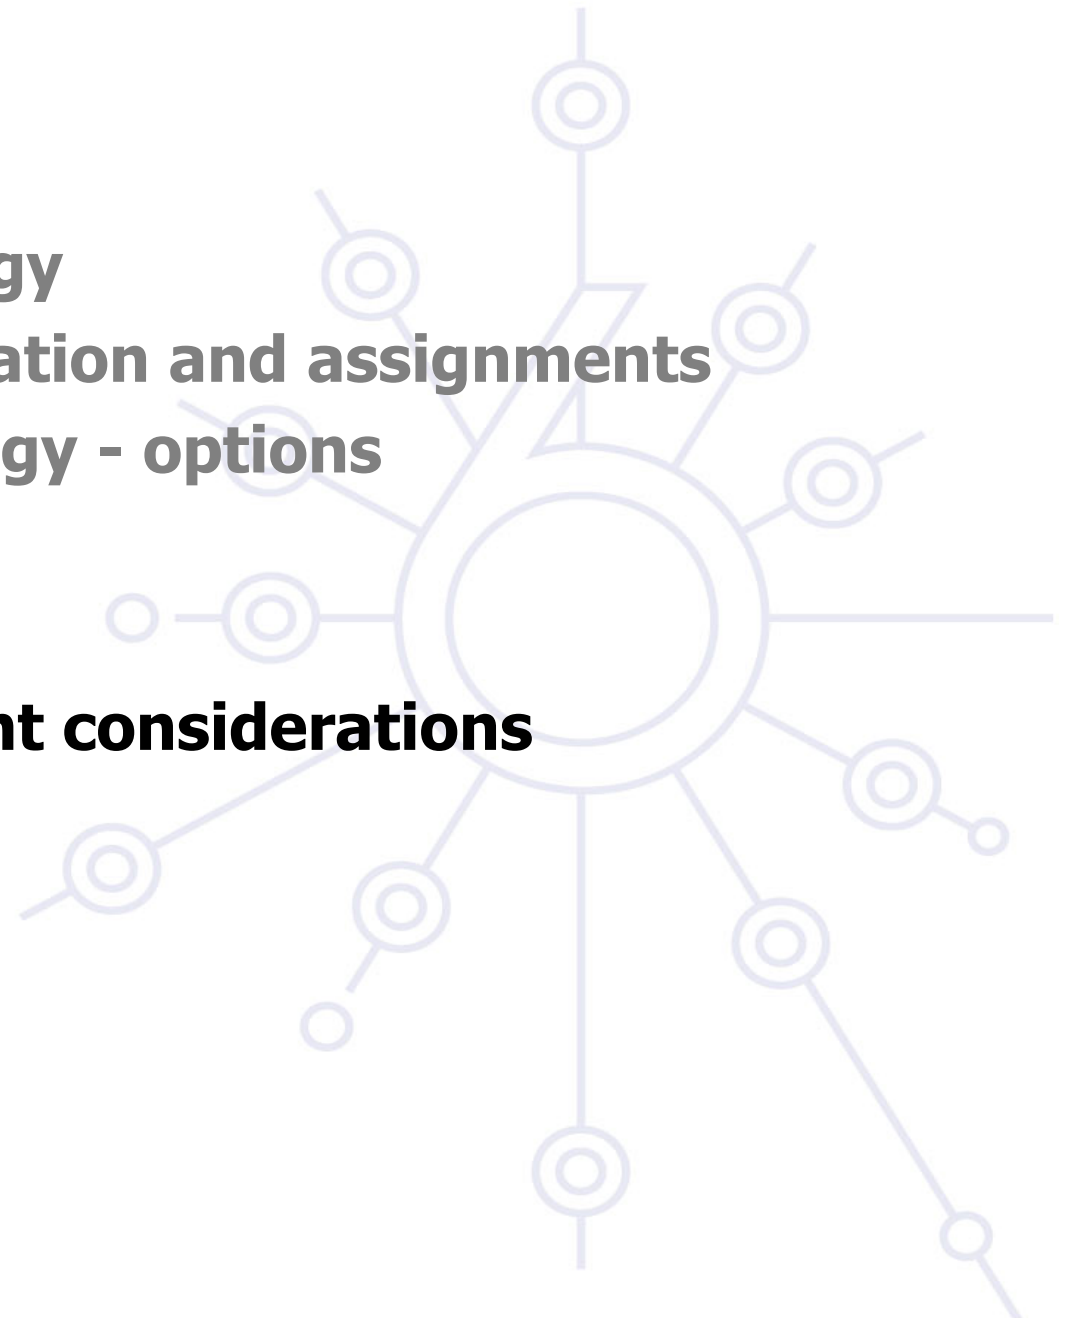 gy
ation and assignments
gy - options
nt considerations